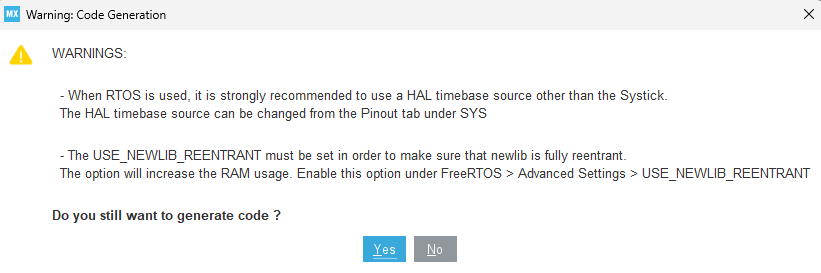 MX Warning: Code Generation
WARNINGS:
- When RTOS is used, it is strongly recommended to use a HAL timebase source other than the Systick.
The HAL timebase source can be changed from the Pinout tab under SYS
- The USE_NEWLIB_REENTRANT must be set in order to make sure that newlib is fully reentrant.
The option will increase the RAM usage. Enable this option under FreeRTOS > Advanced Settings > USE_NEWLIB_REENTRANT
Do you still want to generate code ?
Yes No